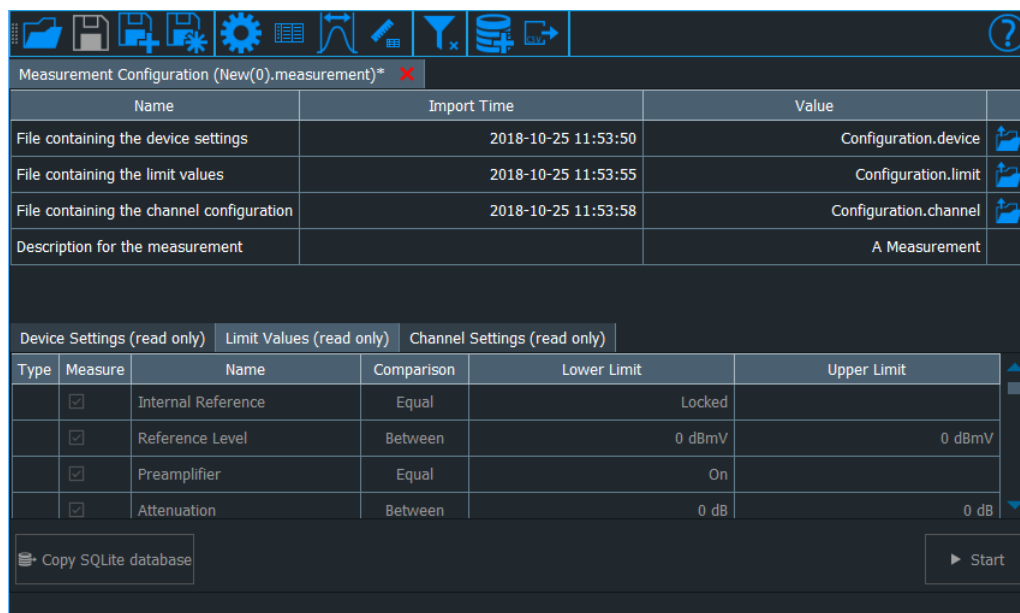 CSV
?
Measurement Configuration (New(0).measurement)*
Name Import Time Value
File containing the device settings 2018-10-25 11:53:50 Configuration.device
File containing the limit values 2018-10-25 11:53:55 Configuration.limit
File containing the channel configuration 2018-10-25 11:53:58 Configuration.channel
Description for the measurement A Measurement
Device Settings (read only) Limit Values (read only) Channel Settings (read only)
Type Measure Name Comparison Lower Limit Upper Limit
Internal Reference Equal Locked
Reference Level Between 0 dBmV 0 dBmV
Preamplifier Equal On
Attenuation Between 0 dB 0 dB
Copy SQLite database Start